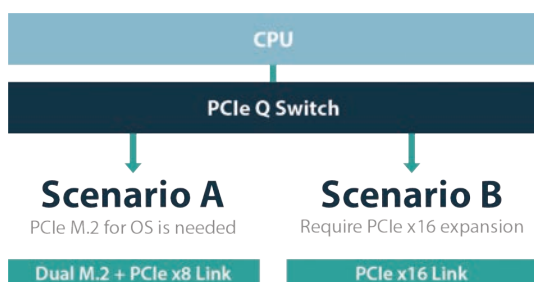 CPU
PCIe Q Switch
Scenario A
PCIe M.2 for OS is needed
Dual M.2 + PCIe x8 Link
Scenario B
Require PCIe x16 expansion
PCIe x16 Link